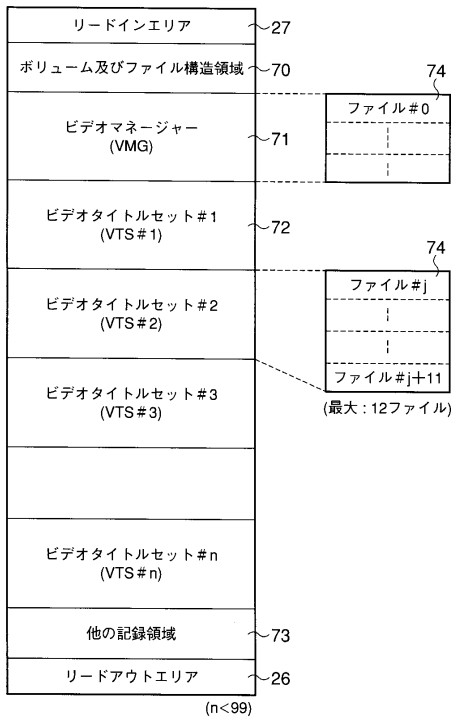 リードインエリア
27
ボリューム及びファイル構造領域
70
74
ファイル#0
ビデオマネージャー
(VMG)
71
ビデオタイトルセット#1
(VTS#1)
72
74
ファイル#j
ビデオタイトルセット#2
(VTS#2)
ファイル#j+11
(最大:12ファイル)
ビデオタイトルセット#3
(VTS#3)
ビデオタイトルセット#n
(VTS#n)
他の記録領域
73
リードアウトエリア
26
(n<99)